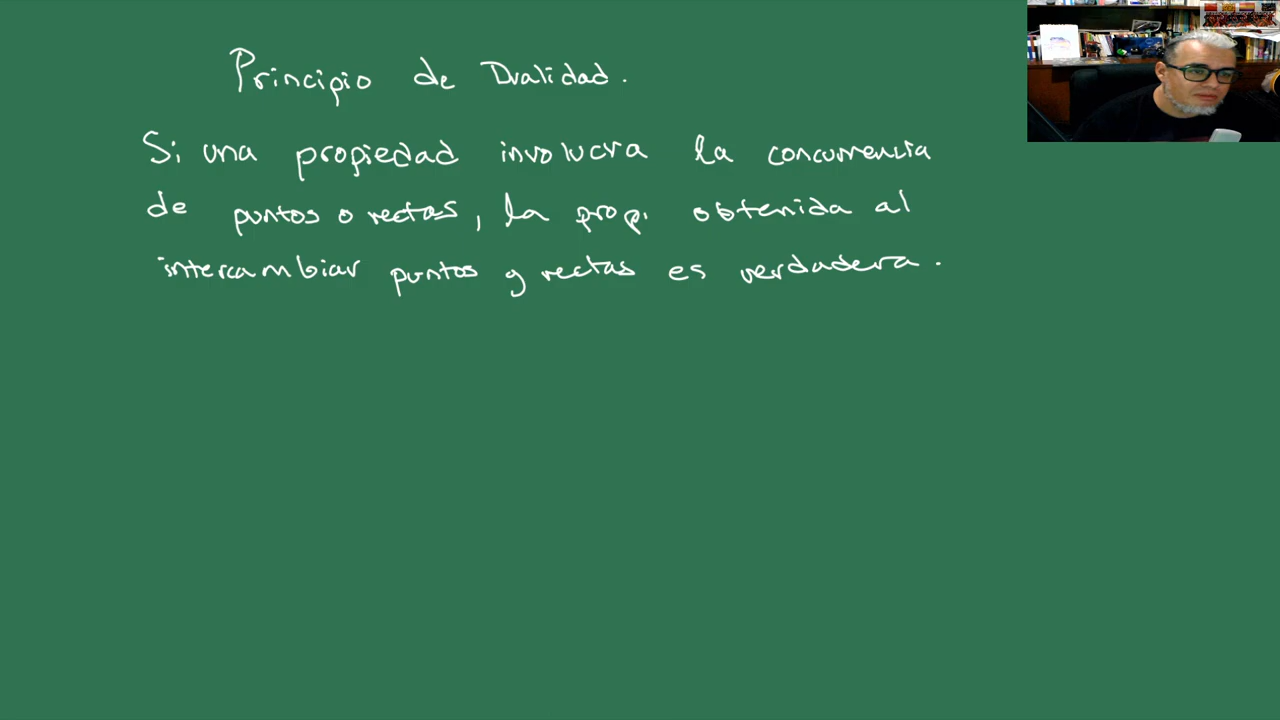 Principio de Dualidad.
Si una propiedad involucra la concurrencia
de puntos o rectas, la prop. obtenida al
intercambiar puntos y rectas es verdadera.